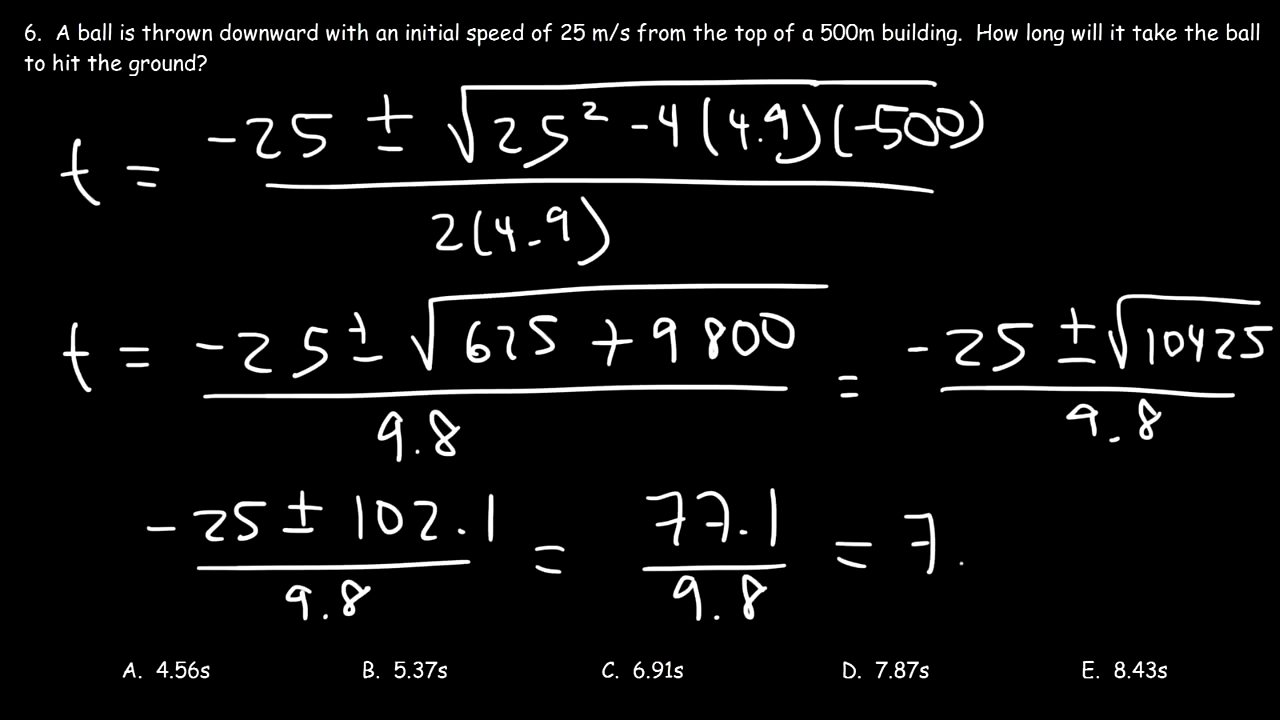 6. A ball is thrown downward with an initial speed of 25 m/s from the top of a 500m building. How long will it take the ball
to hit the ground?
t = (-25 ± √(25² - 4(4.9)(-500))) / 2(4.9)
t = (-25 ± √(625 + 9800)) / 9.8 = (-25 ± √10425) / 9.8
(-25 ± 102.1) / 9.8 = 77.1 / 9.8 = 7.
A. 4.56s B. 5.37s C. 6.91s D. 7.87s E. 8.43s